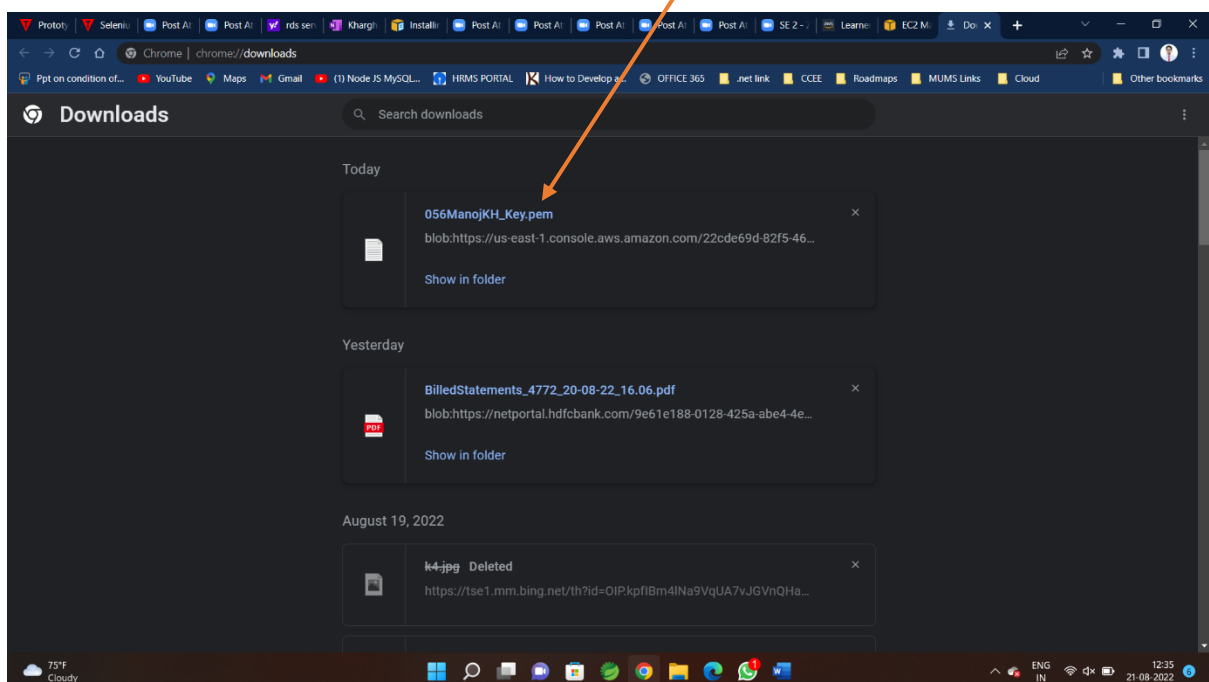 Prototy
Seleniu
Post At
Post At
rds serv
Khargh
Installin
Post At
Post At
Post At
Post At
Post At
SE 2 - 2
Learner
EC2 Ma
Dow
Chrome | chrome://downloads
Ppt on condition of...
YouTube
Maps
Gmail
(1) Node JS MySQL...
HRMS PORTAL
How to Develop a...
OFFICE 365
.net link
CCEE
Roadmaps
MUMS Links
Cloud
Other bookmarks
Downloads
Search downloads
Today
056ManojKH_Key.pem
blob:https://us-east-1.console.aws.amazon.com/22cde69d-82f5-46...
Show in folder
Yesterday
BilledStatements_4772_20-08-22_16.06.pdf
blob:https://netportal.hdfcbank.com/9e61e188-0128-425a-abe4-4e...
Show in folder
August 19, 2022
k4.jpg Deleted
https://tse1.mm.bing.net/th?id=OIP.kpfIBm4lNa9VqUA7vJGVnQHa...
75°F
Cloudy
ENG
IN
12:35
21-08-2022
6